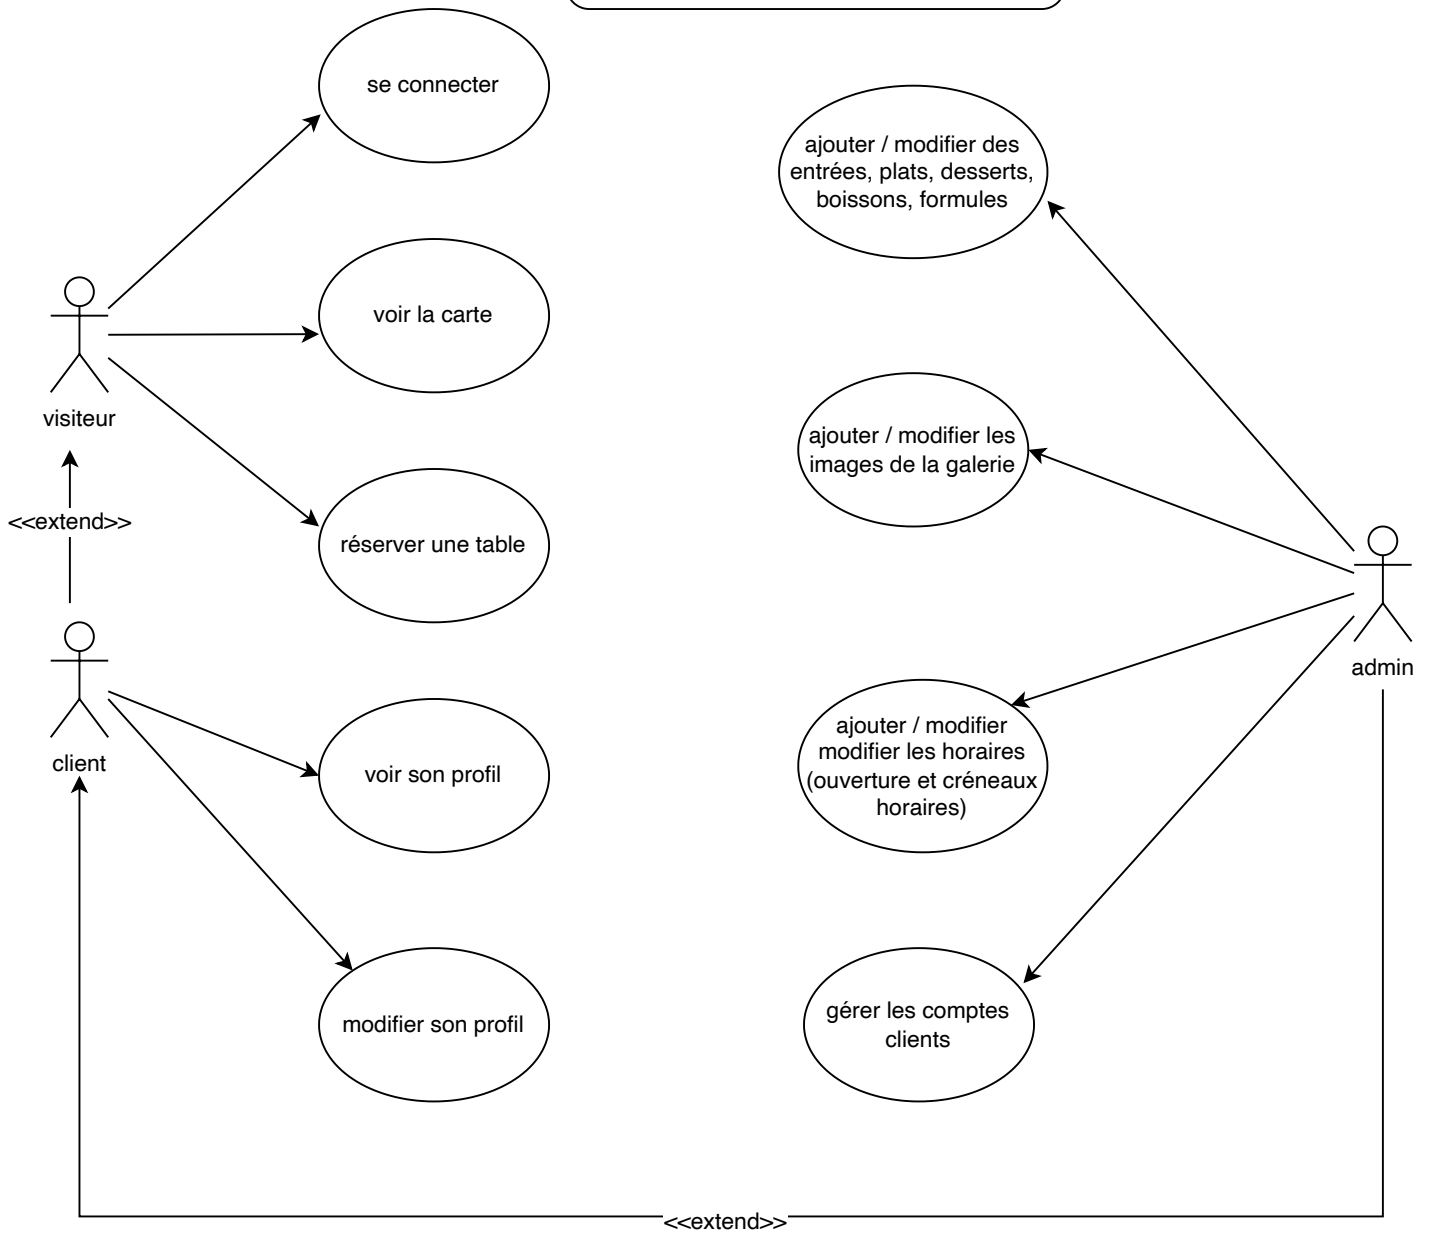 se connecter
ajouter / modifier des
entrées, plats, desserts,
boissons, formules
voir la carte
visiteur
ajouter / modifier les
images de la galerie
<<extend>>
réserver une table
admin
client
voir son profil
ajouter / modifier
modifier les horaires
(ouverture et créneaux
horaires)
modifier son profil
gérer les comptes
clients
<<extend>>